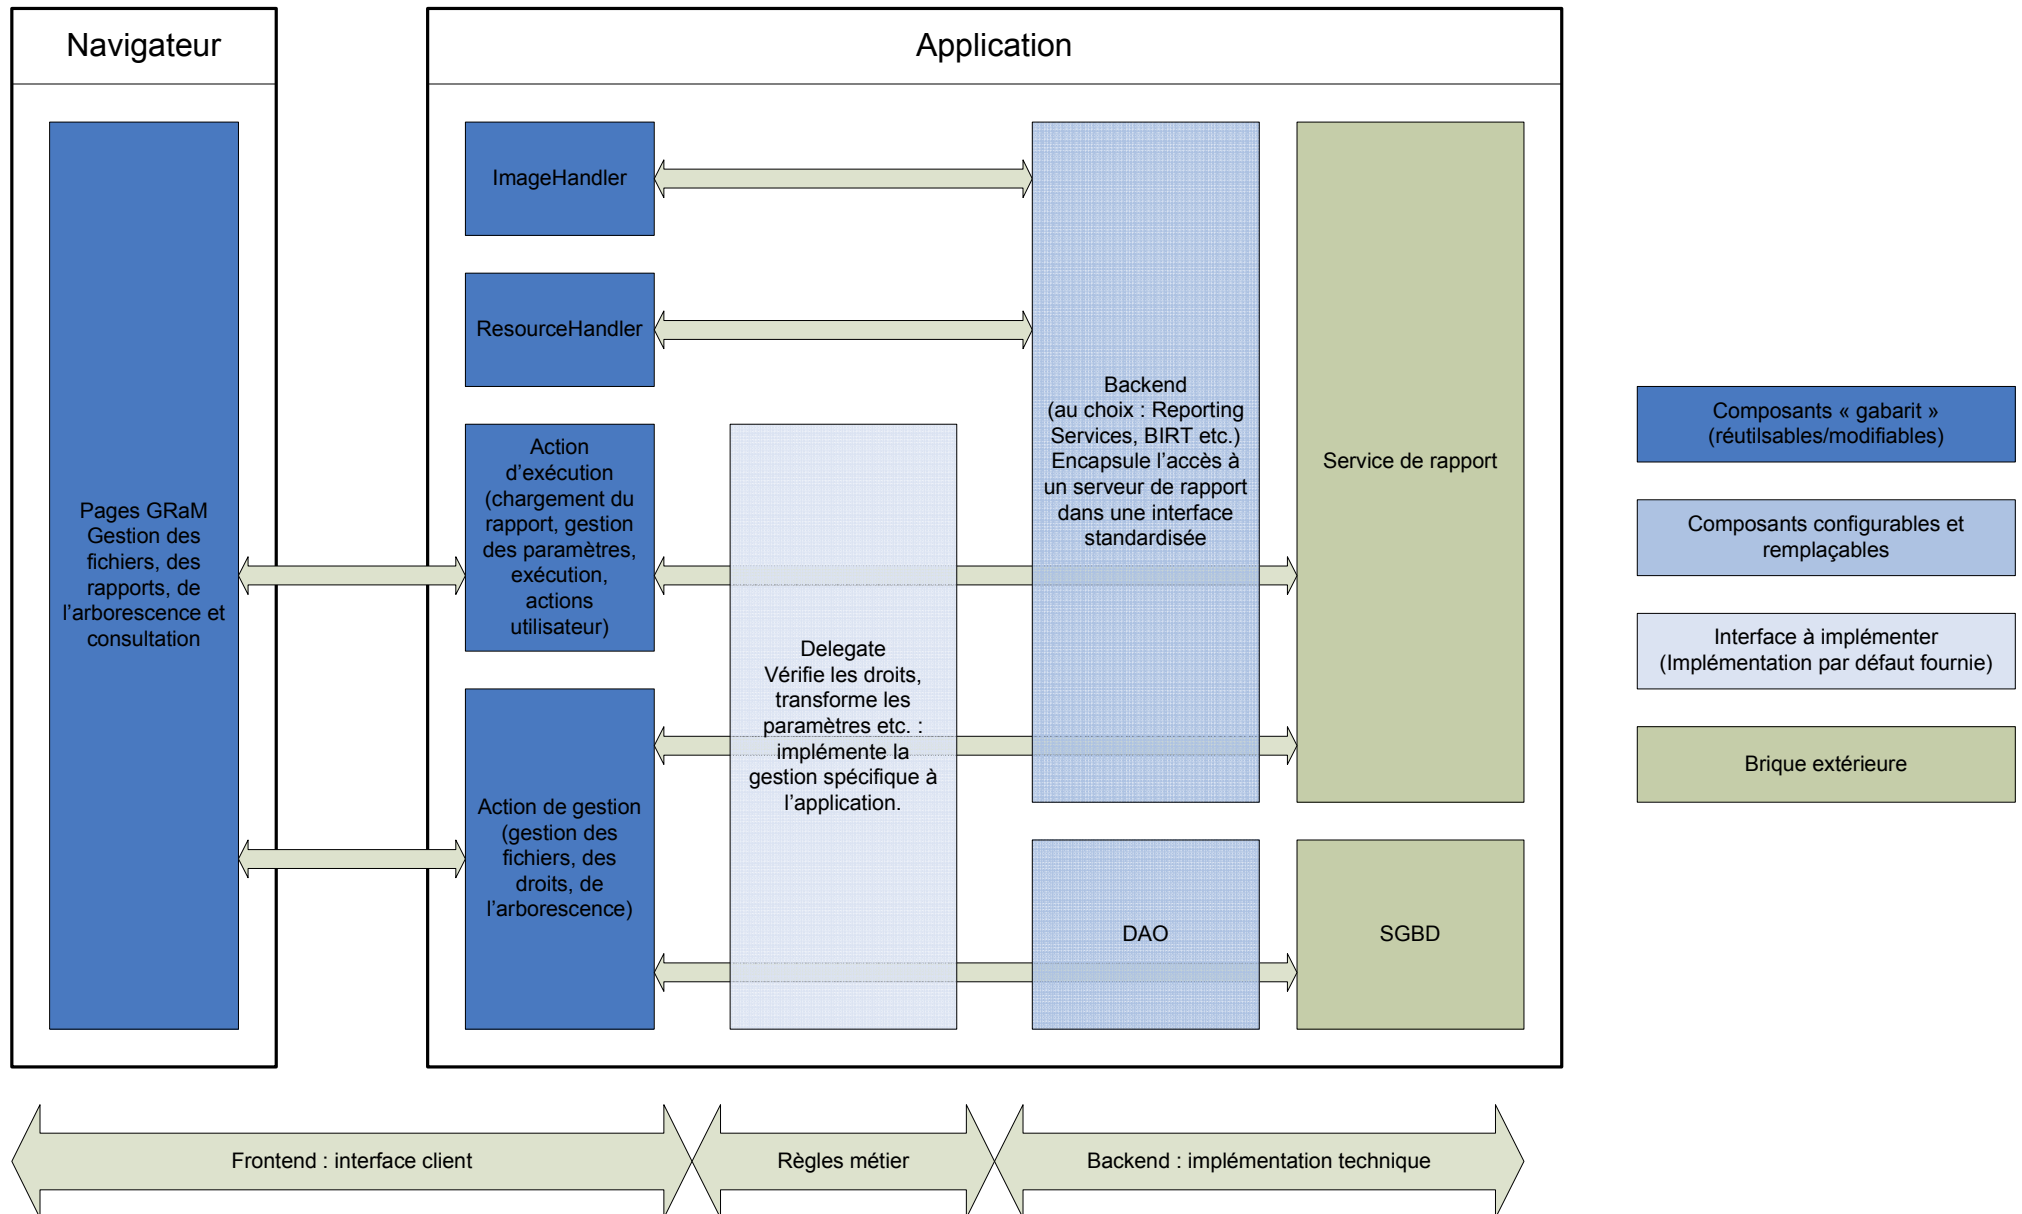 Navigateur
Application
Pages GRaM
Gestion des
fichiers, des
rapports, de
l’arborescence et
consultation
ImageHandler
ResourceHandler
Action
d’exécution
(chargement du
rapport, gestion
des paramètres,
exécution,
actions
utilisateur)
Action de gestion
(gestion des
fichiers, des
droits, de
l’arborescence)
Delegate
Vérifie les droits,
transforme les
paramètres etc. :
implémente la
gestion spécifique à
l’application.
Backend
(au choix : Reporting
Services, BIRT etc.)
Encapsule l’accès à
un serveur de rapport
dans une interface
standardisée
DAO
Service de rapport
SGBD
Composants « gabarit »
(réutilsables/modifiables)
Composants configurables et
remplaçables
Interface à implémenter
(Implémentation par défaut fournie)
Brique extérieure
Frontend : interface client
Règles métier
Backend : implémentation technique